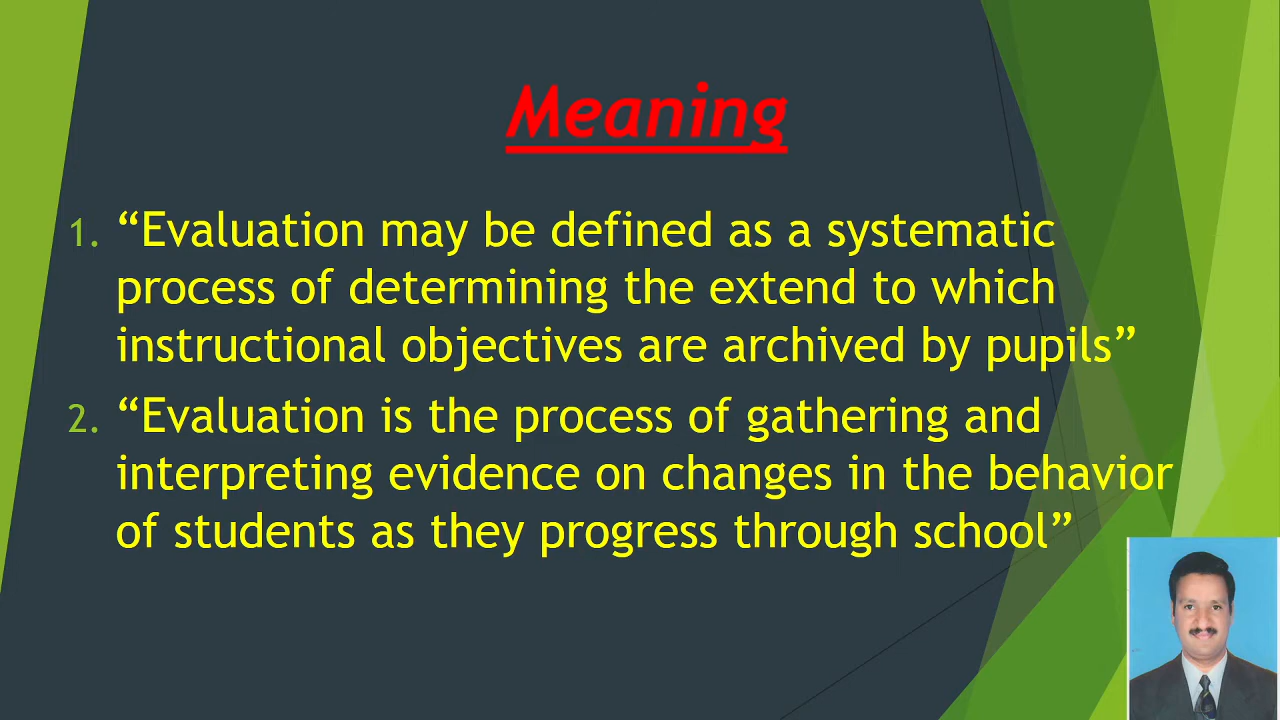 Meaning
1. “Evaluation may be defined as a systematic
process of determining the extend to which
instructional objectives are archived by pupils”
2. “Evaluation is the process of gathering and
interpreting evidence on changes in the behavior
of students as they progress through school”